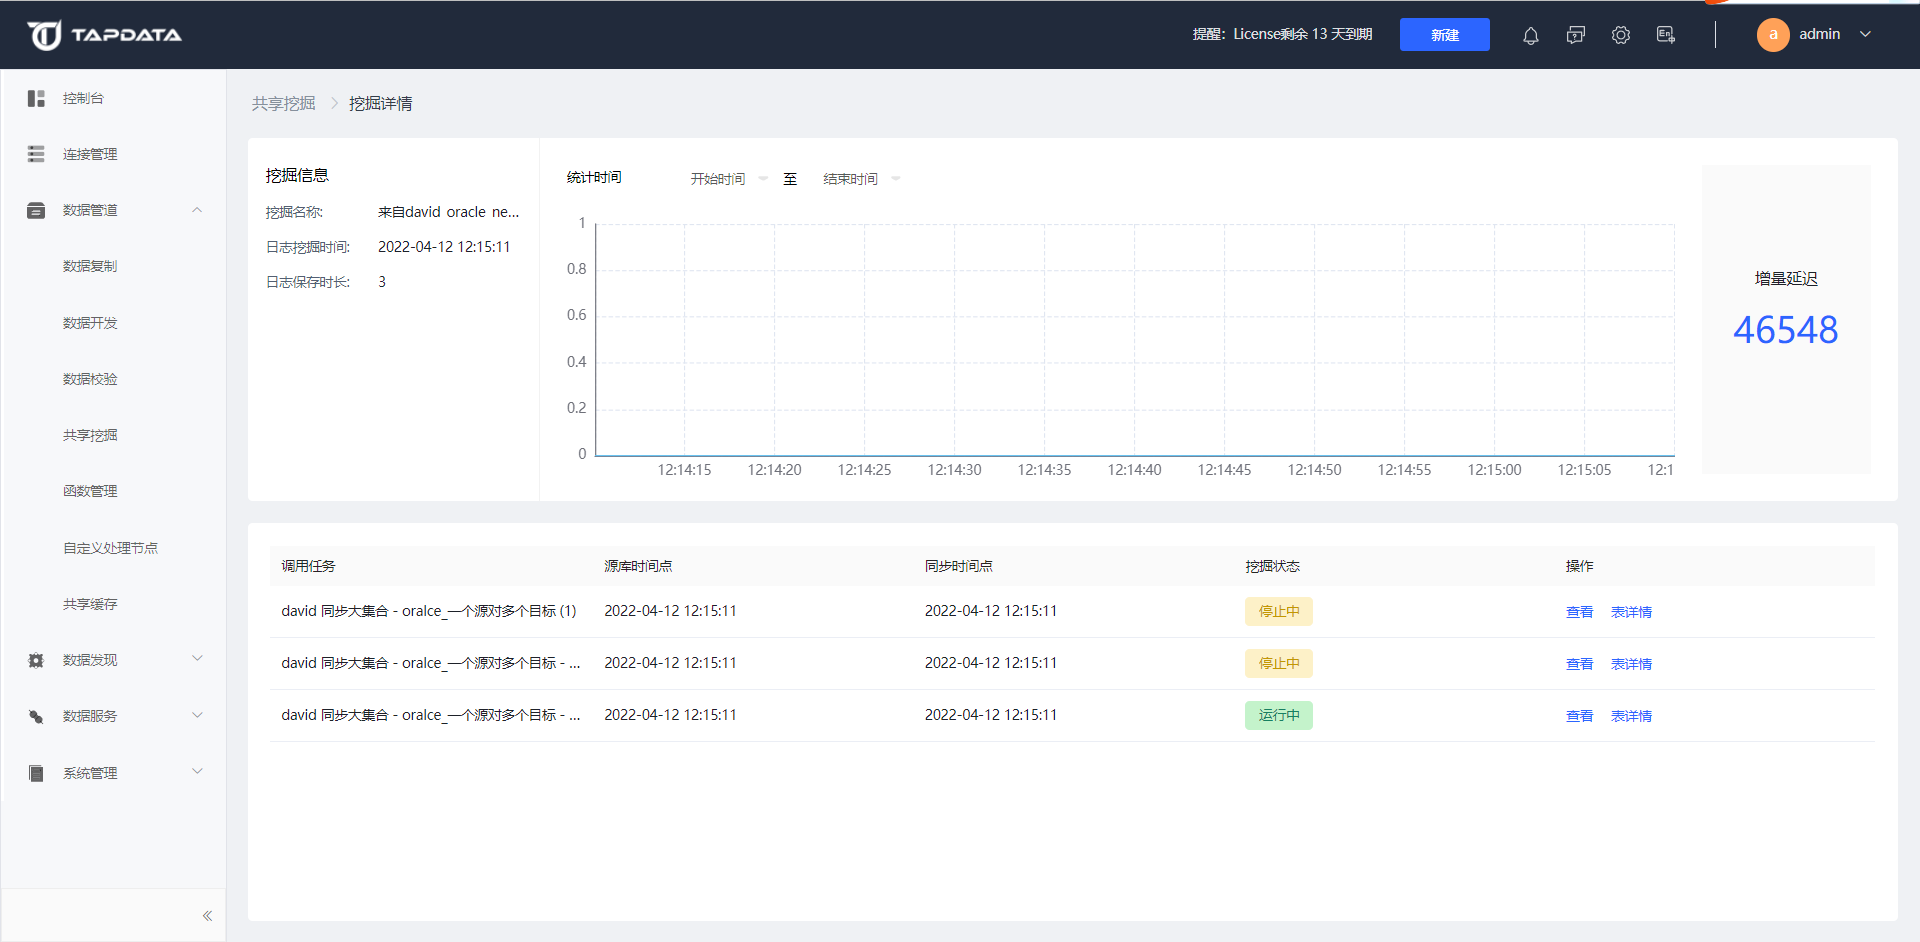 TAPDATA
提醒：License剩余 13 天到期
新建
En
a
admin
控制台
连接管理
数据管道
数据复制
数据开发
数据校验
共享挖掘
函数管理
自定义处理节点
共享缓存
数据发现
数据服务
系统管理
共享挖掘
挖掘详情
挖掘信息
挖掘名称:
来自david oracle ne...
日志挖掘时间:
2022-04-12 12:15:11
日志保存时长:
3
统计时间
开始时间
至
结束时间
1
0.8
0.6
0.4
0.2
0
12:14:15
12:14:20
12:14:25
12:14:30
12:14:35
12:14:40
12:14:45
12:14:50
12:14:55
12:15:00
12:15:05
12:1
增量延迟
46548
调用任务
源库时间点
同步时间点
挖掘状态
操作
david 同步大集合 - oralce_一个源对多个目标 (1)
2022-04-12 12:15:11
2022-04-12 12:15:11
停止中
查看
表详情
david 同步大集合 - oralce_一个源对多个目标 - ...
2022-04-12 12:15:11
2022-04-12 12:15:11
停止中
查看
表详情
david 同步大集合 - oralce_一个源对多个目标 - ...
2022-04-12 12:15:11
2022-04-12 12:15:11
运行中
查看
表详情